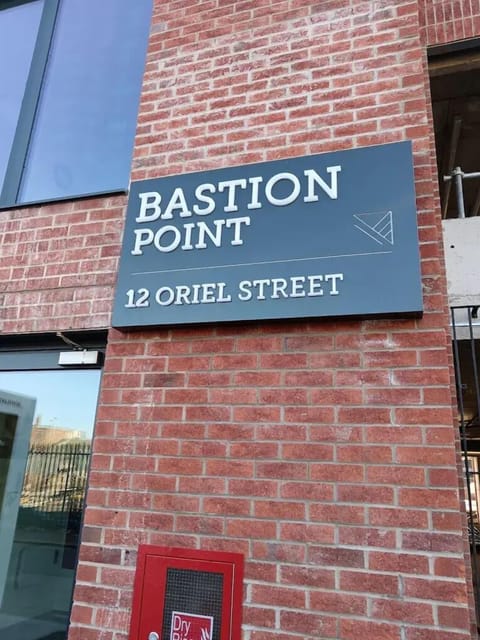 BASTION
POINT
12 ORIEL STREET
Dry